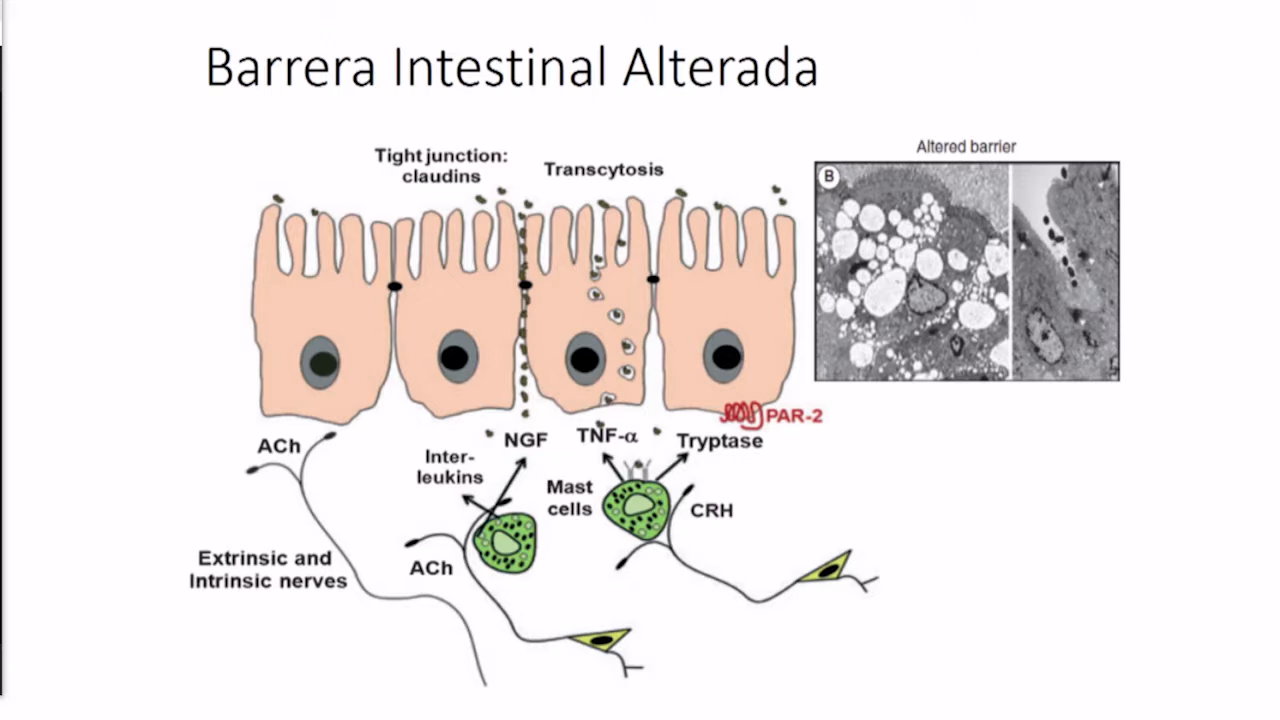 Barrera Intestinal Alterada
Altered barrier
Tight junction:
claudins
Transcytosis
B
PAR-2
ACh
NGF
TNF-α
Tryptase
Inter-
leukins
Mast
cells
CRH
Extrinsic and
Intrinsic nerves
ACh